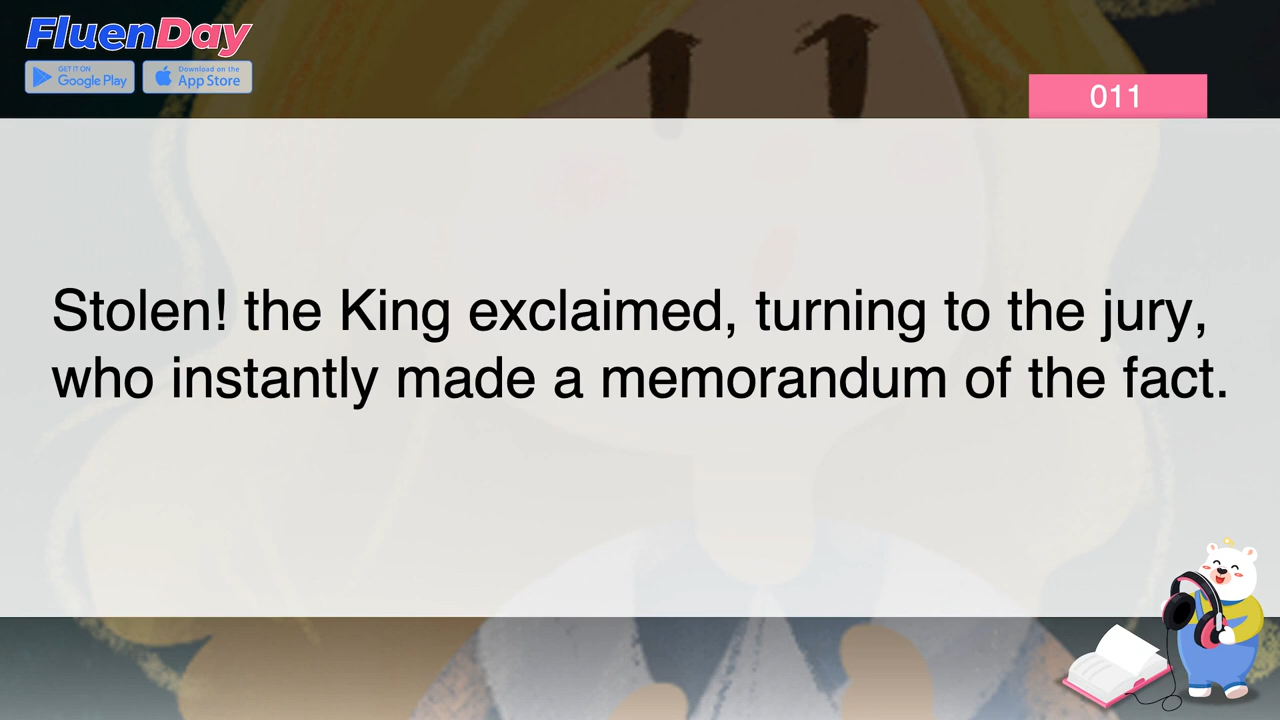 FluenDay
GET IT ON
Google Play
Download on the
App Store
011
Stolen! the King exclaimed, turning to the jury,
who instantly made a memorandum of the fact.